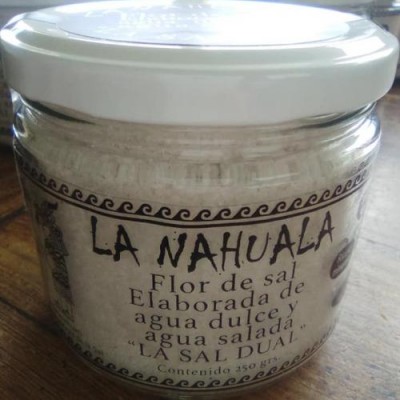 LA NAHUALA
Flor de sal
Elaborada de
agua dulce y
agua salada
"LA SAL DUAL"
Contenido 250 grs.